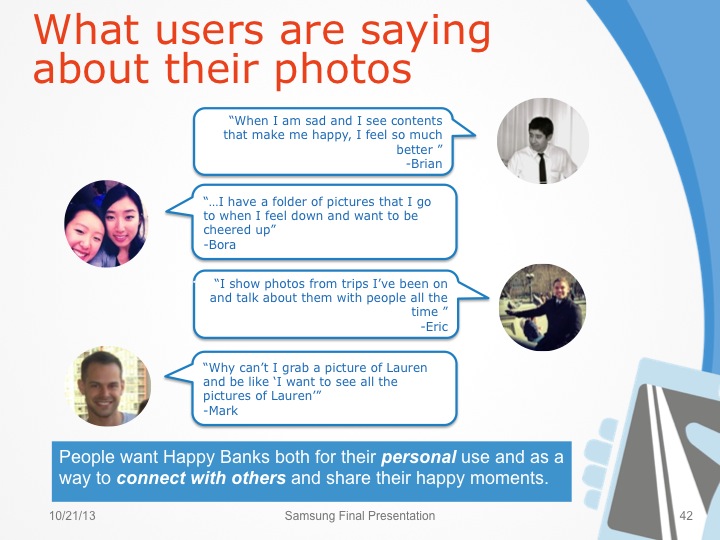 What users are saying
about their photos
“When I am sad and I see contents
that make me happy, I feel so much
better ”
-Brian
“…I have a folder of pictures that I go
to when I feel down and want to be
cheered up”
-Bora
“I show photos from trips I’ve been on
and talk about them with people all the
time ”
-Eric
“Why can’t I grab a picture of Lauren
and be like ‘I want to see all the
pictures of Lauren’”
-Mark
People want Happy Banks both for their personal use and as a
way to connect with others and share their happy moments.
10/21/13
Samsung Final Presentation
42